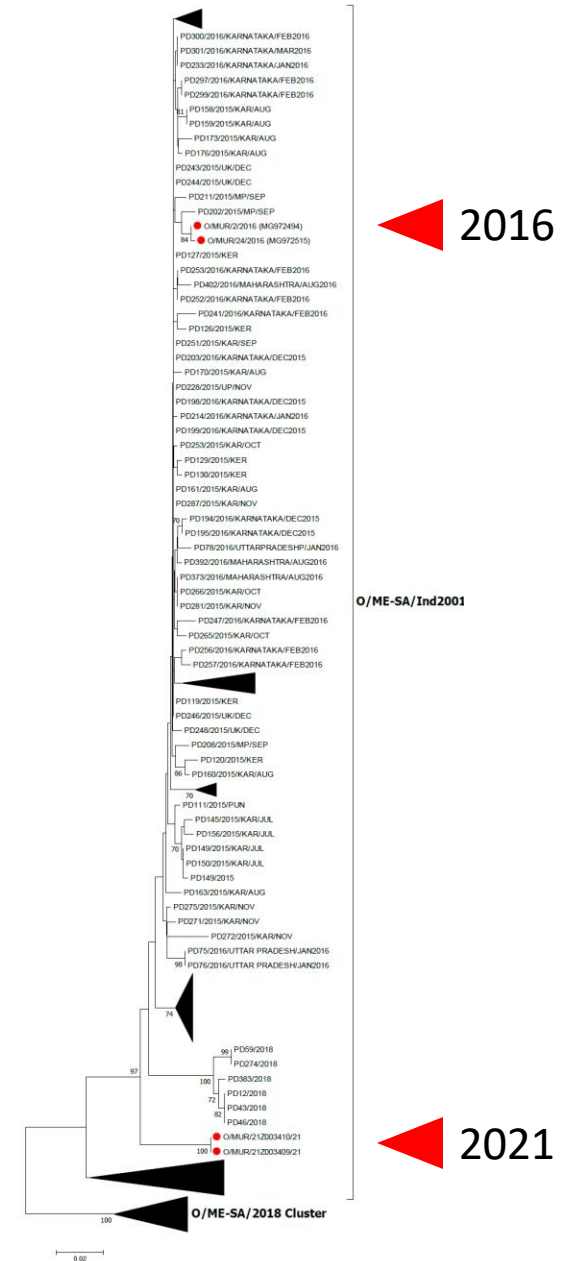 PD300/2016/KARNATAKA/FEB2016
PD301/2016/KARNATAKA/MAR2016
PD233/2016/KARNATAKA/JAN2016
PD297/2016/KARNATAKA/FEB2016
PD299/2016/KARNATAKA/FEB2016
PD158/2015/KAR/AUG
81
PD159/2015/KAR/AUG
PD173/2015/KAR/AUG
PD176/2015/KAR/AUG
PD243/2015/UK/DEC
PD244/2015/UK/DEC
PD211/2015/MP/SEP
PD202/2015/MP/SEP
O/MUR/2/2016 (MG972494)
2016
84
O/MUR/24/2016 (MG972515)
PD127/2015/KER
PD253/2016/KARNATAKA/FEB2016
PD402/2016/MAHARASHTRA/AUG2016
PD252/2016/KARNATAKA/FEB2016
PD241/2016/KARNATAKA/FEB2016
PD126/2015/KER
PD251/2015/KAR/SEP
PD203/2016/KARNATAKA/DEC2015
PD170/2015/KAR/AUG
PD228/2015/UP/NOV
PD198/2016/KARNATAKA/DEC2015
PD214/2016/KARNATAKA/JAN2016
PD199/2016/KARNATAKA/DEC2015
PD253/2015/KAR/OCT
PD129/2015/KER
PD130/2015/KER
PD161/2015/KAR/AUG
PD287/2015/KAR/NOV
70
PD194/2016/KARNATAKA/DEC2015
PD195/2016/KARNATAKA/DEC2015
PD78/2016/UTTARPRADESHP/JAN2016
PD392/2016/MAHARASHTRA/AUG2016
PD373/2016/MAHARASHTRA/AUG2016
PD266/2015/KAR/OCT
PD281/2015/KAR/NOV
O/ME-SA/Ind2001
PD247/2016/KARNATAKA/FEB2016
PD265/2015/KAR/OCT
PD256/2016/KARNATAKA/FEB2016
PD257/2016/KARNATAKA/FEB2016
PD119/2015/KER
PD246/2015/UK/DEC
PD248/2015/UK/DEC
PD208/2015/MP/SEP
PD120/2015/KER
86
PD160/2015/KAR/AUG
70
PD111/2015/PUN
PD145/2015/KAR/JUL
PD156/2015/KAR/JUL
70
PD149/2015/KAR/JUL
PD150/2015/KAR/JUL
PD149/2015
PD163/2015/KAR/AUG
PD275/2015/KAR/NOV
PD271/2015/KAR/NOV
PD272/2015/KAR/NOV
PD75/2016/UTTAR PRADESH/JAN2016
98
PD76/2016/UTTAR PRADESH/JAN2016
74
99
PD59/2018
PD274/2018
97
100
PD383/2018
72
PD12/2018
PD43/2018
82
PD46/2018
O/MUR/21Z003410/21
2021
100
O/MUR/21Z003409/21
O/ME-SA/2018 Cluster
100
0.02